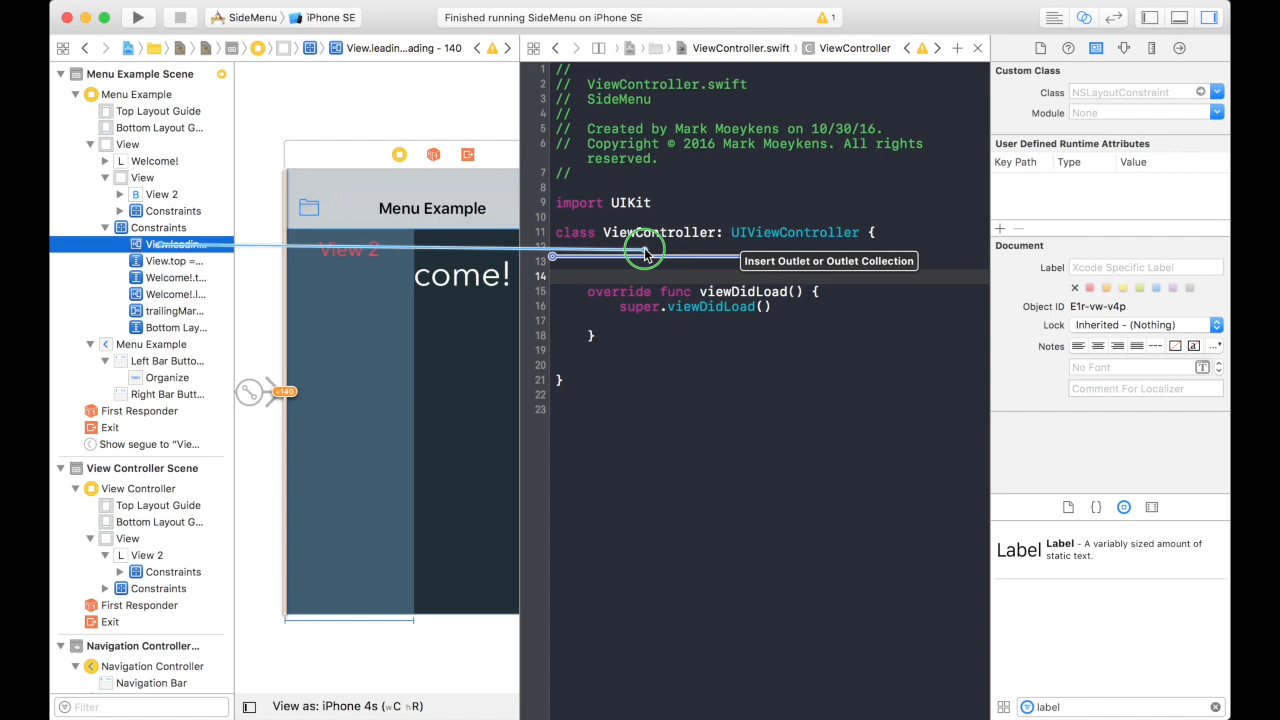 SideMenu
iPhone SE
Finished running SideMenu on iPhone SE
1
View.leadin...ading - 140
ViewController.swift
ViewController
Menu Example Scene
Menu Example
Top Layout Guide
Bottom Layout G...
View
L Welcome!
View
B View 2
Constraints
Constraints
View.leadin...
View.top =...
Welcome!.t...
Welcome!.l...
trailingMar...
Bottom Lay...
Menu Example
Left Bar Butto...
Organize
Right Bar Butt...
First Responder
Exit
Show segue to "Vie...
View Controller Scene
View Controller
Top Layout Guide
Bottom Layout G...
View
L View 2
Constraints
Constraints
First Responder
Exit
Navigation Controller...
Navigation Controller
Navigation Bar
Filter
Menu Example
View 2
come!
+140
View as: iPhone 4s (wC hR)
1 //
2 // ViewController.swift
3 // SideMenu
4 //
5 // Created by Mark Moeykens on 10/30/16.
6 // Copyright © 2016 Mark Moeykens. All rights
reserved.
7 //
8
9 import UIKit
10
11 class ViewController: UIViewController {
12
13
14
15 override func viewDidLoad() {
16 super.viewDidLoad()
17
18 }
19
20
21 }
22
23
Insert Outlet or Outlet Collection
Custom Class
Class NSLayoutConstraint
Module None
User Defined Runtime Attributes
Key Path Type Value
Document
Label Xcode Specific Label
Object ID E1r-vw-v4p
Lock Inherited - (Nothing)
Notes
No Font
Comment For Localizer
Label
Label - A variably sized amount of
static text.
label